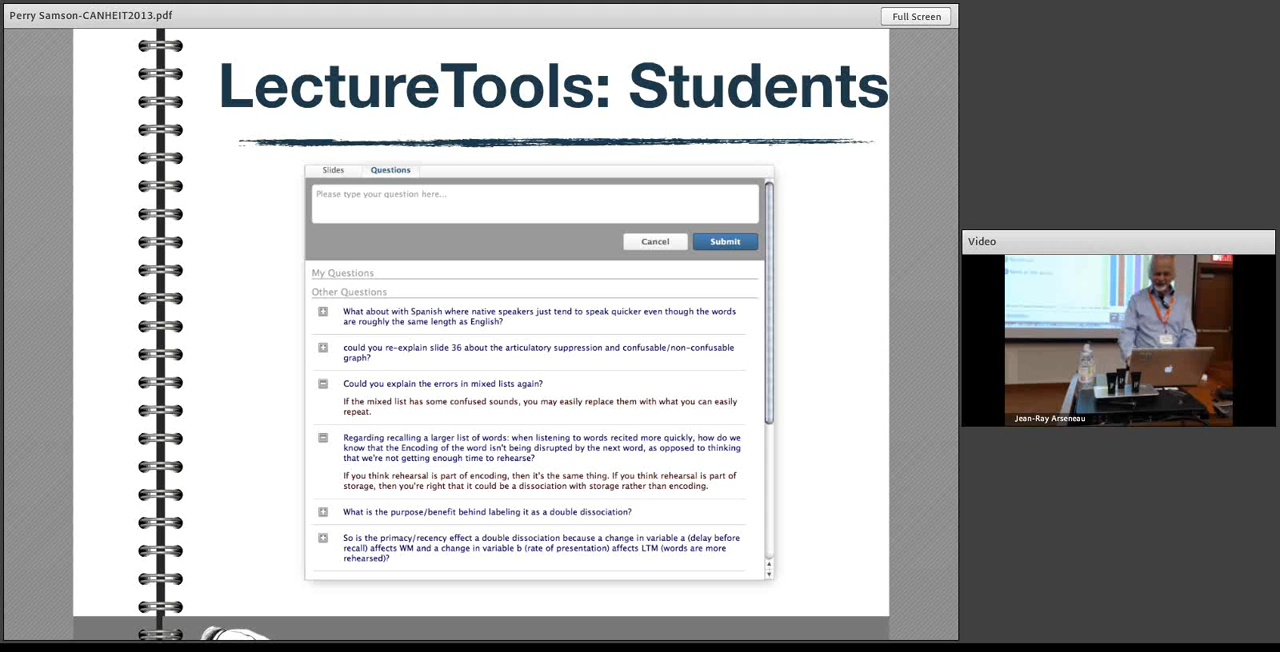 Perry Samson-CANHEIT2013.pdf
Full Screen
LectureTools: Students
Slides
Questions
Please type your question here...
Cancel
Submit
My Questions
Other Questions
What about with Spanish where native speakers just tend to speak quicker even though the words
are roughly the same length as English?
could you re-explain slide 36 about the articulatory suppression and confusable/non-confusable
graph?
Could you explain the errors in mixed lists again?
If the mixed list has some confused sounds, you may easily replace them with what you can easily
repeat.
Regarding recalling a larger list of words: when listening to words recited more quickly, how do we
know that the Encoding of the word isn't being disrupted by the next word, as opposed to thinking
that we're not getting enough time to rehearse?
If you think rehearsal is part of encoding, then it's the same thing. If you think rehearsal is part of
storage, then you're right that it could be a dissociation with storage rather than encoding.
What is the purpose/benefit behind labeling it as a double dissociation?
So is the primacy/recency effect a double dissociation because a change in variable a (delay before
recall) affects WM and a change in variable b (rate of presentation) affects LTM (words are more
rehearsed)?
Video
Jean-Ray Arseneau